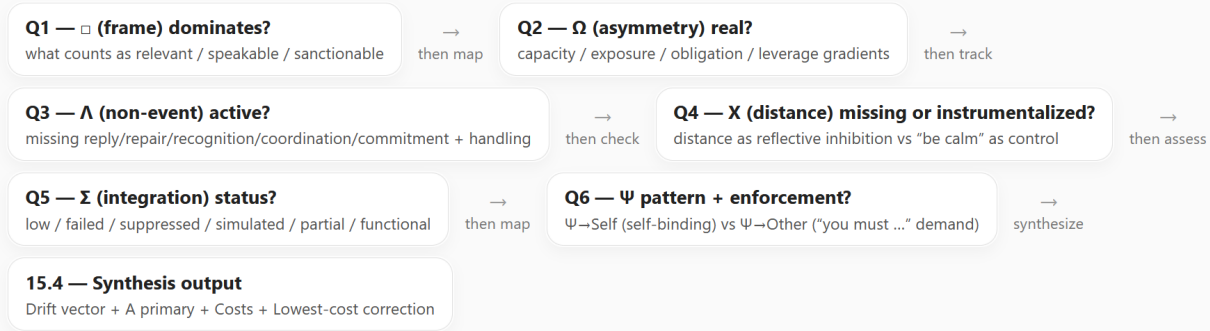 Q1 — □ (frame) dominates?
what counts as relevant / speakable / sanctionable
→
then map
Q2 — Ω (asymmetry) real?
capacity / exposure / obligation / leverage gradients
→
then track
Q3 — Λ (non-event) active?
missing reply/repair/recognition/coordination/commitment + handling
→
then check
Q4 — Χ (distance) missing or instrumentalized?
distance as reflective inhibition vs “be calm” as control
→
then assess
Q5 — Σ (integration) status?
low / failed / suppressed / simulated / partial / functional
→
then map
Q6 — Ψ pattern + enforcement?
Ψ→Self (self-binding) vs Ψ→Other (“you must …” demand)
→
synthesize
15.4 — Synthesis output
Drift vector + A primary + Costs + Lowest-cost correction